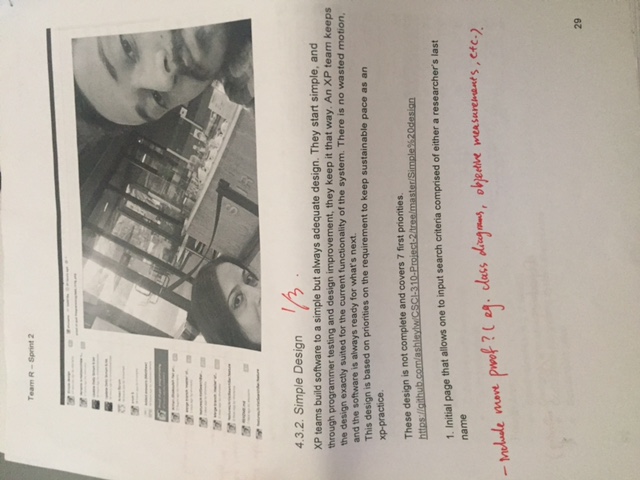 Team R – Sprint 2
4.3.2. Simple Design
1/3.
XP teams build software to a simple but always adequate design. They start simple, and
through programmer testing and design improvement, they keep it that way. An XP team keeps
the design exactly suited for the current functionality of the system. There is no wasted motion,
and the software is always ready for what's next.
This design is based on priorities on the requirement to keep sustainable pace as an
xp-practice.
These design is not complete and covers 7 first priorities.
https://github.com/ashleylw/CSCI-310-Project-2/tree/master/Simple%20design
1. Initial page that allows one to input search criteria comprised of either a researcher's last
name
- Include more proof? (eg. class diagrams, objective measurements, etc.)
29